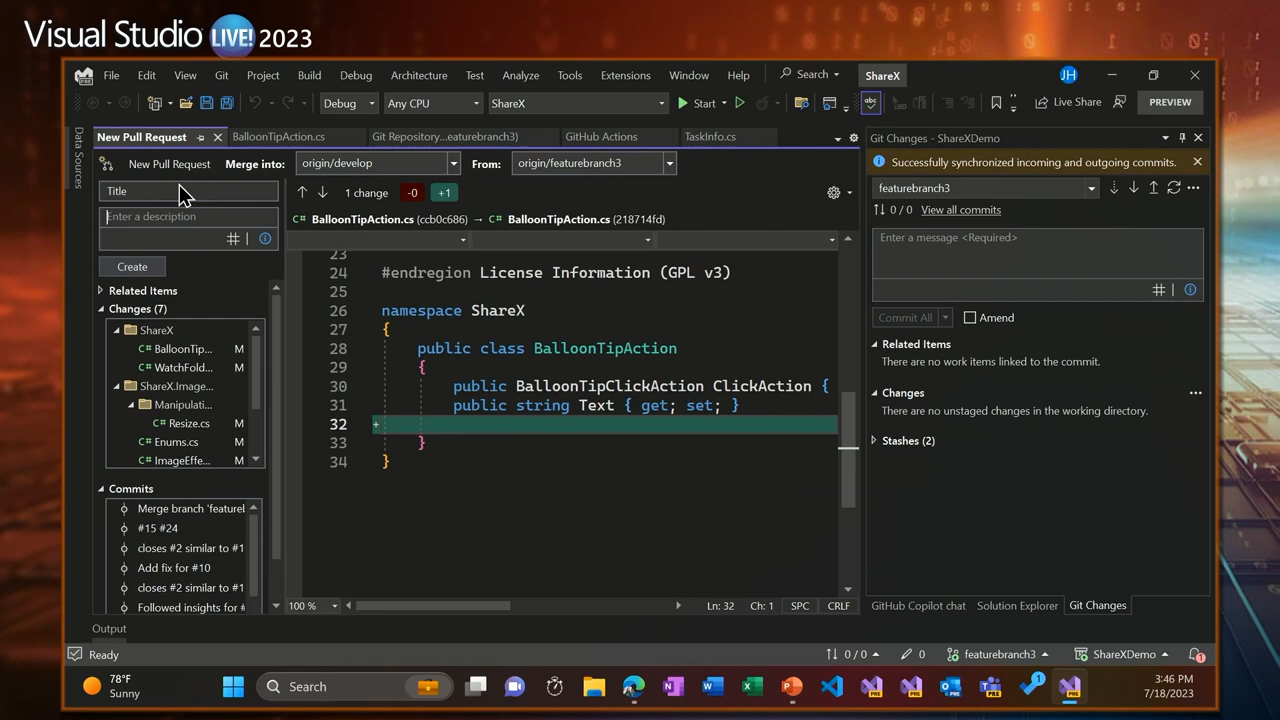 Visual Studio LIVE! 2023
File Edit View Git Project Build Debug Architecture Test Analyze Tools Extensions Window Help Search ShareX JH
Debug Any CPU ShareX Start Live Share PREVIEW
Data Sources
New Pull Request BalloonTipAction.cs Git Repository...eaturebranch3) GitHub Actions TaskInfo.cs
New Pull Request Merge into: origin/develop From: origin/featurebranch3
Title
Enter a description
Create
Related Items
Changes (7)
ShareX
C# BalloonTip... M
C# WatchFold... M
ShareX.Image...
Manipulati...
C# Resize.cs M
C# Enums.cs M
C# ImageEffe... M
Commits
Merge branch 'featurel
#15 #24
closes #2 similar to #1
Add fix for #10
closes #2 similar to #1
Followed insights for #
1 change -0 +1
BalloonTipAction.cs (ccb0c686) → BalloonTipAction.cs (218714fd)
23
24 #endregion License Information (GPL v3)
25
26 namespace ShareX
27 {
28 public class BalloonTipAction
29 {
30 public BalloonTipClickAction ClickAction {
31 public string Text { get; set; }
32 +
33 }
34 }
100 % Ln: 32 Ch: 1 SPC CRLF
Git Changes - ShareXDemo
Successfully synchronized incoming and outgoing commits.
featurebranch3
0 / 0 View all commits
Enter a message <Required>
Commit All Amend
Related Items
There are no work items linked to the commit.
Changes
There are no unstaged changes in the working directory.
Stashes (2)
GitHub Copilot chat Solution Explorer Git Changes
Output
Ready 0 / 0 0 featurebranch3 ShareXDemo 1
78°F
Sunny
Search
3:46 PM
7/18/2023